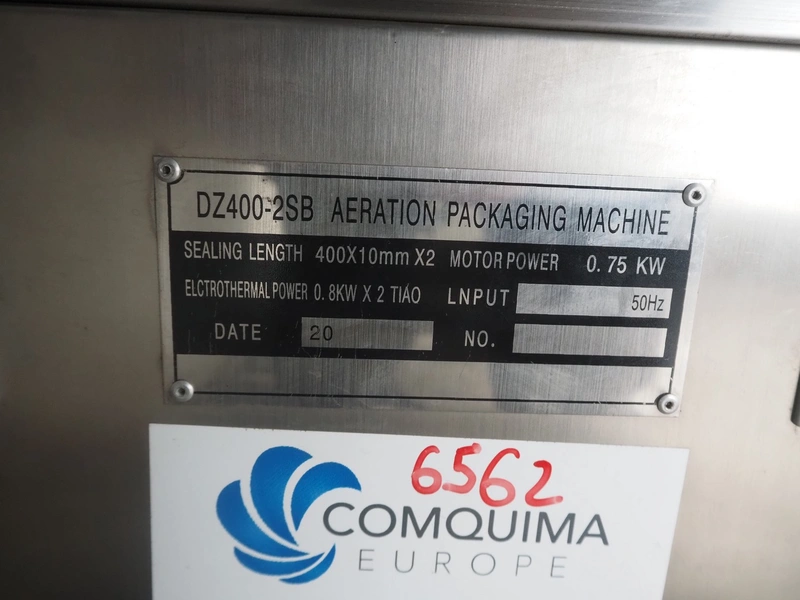 DZ400-2SB AERATION PACKAGING MACHINE
SEALING LENGTH 400X10mm X2 MOTOR POWER 0.75 KW
ELCTROTHERMAL POWER 0.8KW X 2 TIAO LNPUT 50Hz
DATE 20 NO.
6562
COMQUIMA
EUROPE